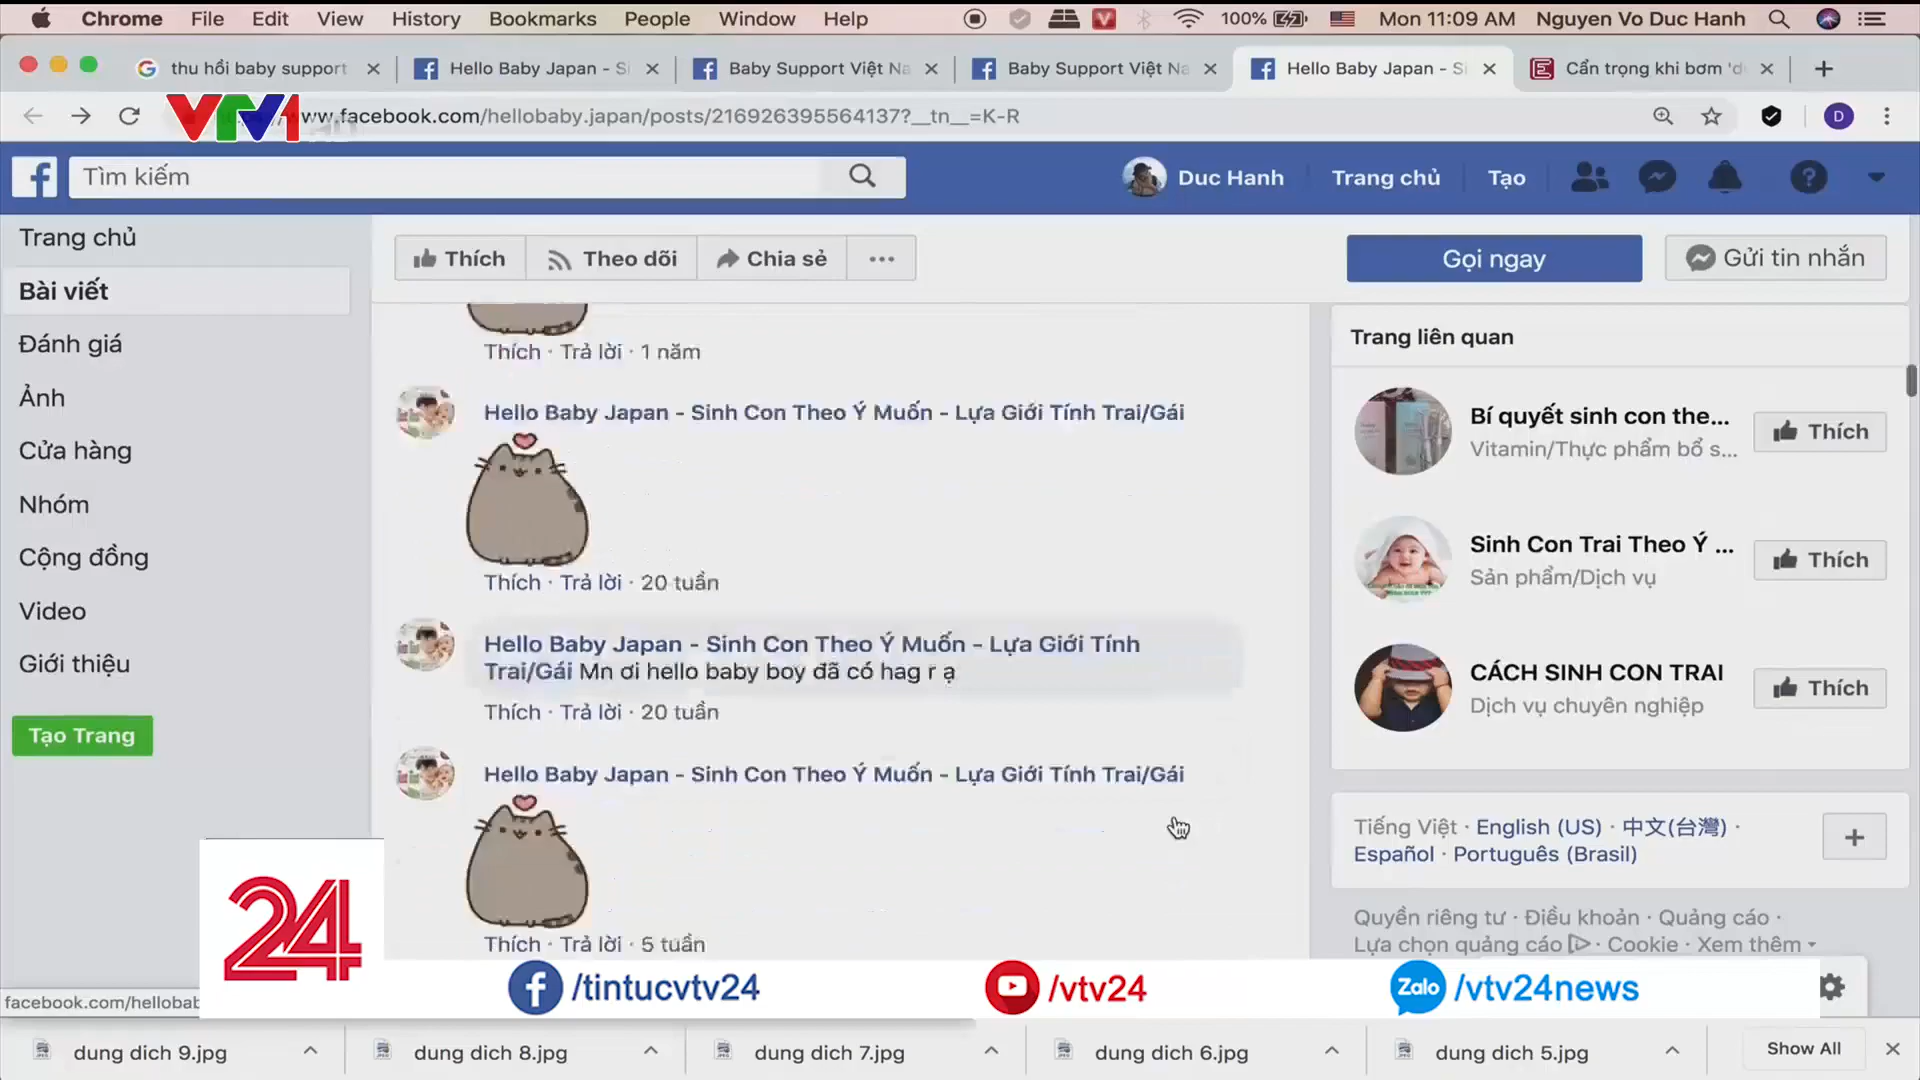 Chrome File Edit View History Bookmarks People Window Help 100% Mon 11:09 AM Nguyen Vo Duc Hanh
thu hồi baby support
Hello Baby Japan - S
Baby Support Việt Na
Baby Support Việt Na
Hello Baby Japan - S
Cẩn trọng khi bơm 'd
VTV1
ww.facebook.com/hellobaby.japan/posts/216926395564137?__tn__=K-R
D
Tìm kiếm
Duc Hanh Trang chủ Tạo
Trang chủ
Bài viết
Đánh giá
Ảnh
Cửa hàng
Nhóm
Cộng đồng
Video
Giới thiệu
Tạo Trang
Thích Theo dõi Chia sẻ ...
Gọi ngay
Gửi tin nhắn
Thích · Trả lời · 1 năm
Hello Baby Japan - Sinh Con Theo Ý Muốn - Lựa Giới Tính Trai/Gái
Thích · Trả lời · 20 tuần
Hello Baby Japan - Sinh Con Theo Ý Muốn - Lựa Giới Tính
Trai/Gái Mn ơi hello baby boy đã có hag r ạ
Thích · Trả lời · 20 tuần
Hello Baby Japan - Sinh Con Theo Ý Muốn - Lựa Giới Tính Trai/Gái
Thích · Trả lời · 5 tuần
Trang liên quan
Bí quyết sinh con the...
Vitamin/Thực phẩm bổ s...
Thích
Sinh Con Trai Theo Ý ...
Sản phẩm/Dịch vụ
Thích
CÁCH SINH CON TRAI
Dịch vụ chuyên nghiệp
Thích
Tiếng Việt · English (US) · 中文(台灣) ·
Español · Português (Brasil)
Quyền riêng tư · Điều khoản · Quảng cáo ·
Lựa chọn quảng cáo · Cookie · Xem thêm
24
/tintucvtv24
/vtv24
Zalo /vtv24news
facebook.com/hellobab
dung dich 9.jpg
dung dich 8.jpg
dung dich 7.jpg
dung dich 6.jpg
dung dich 5.jpg
Show All